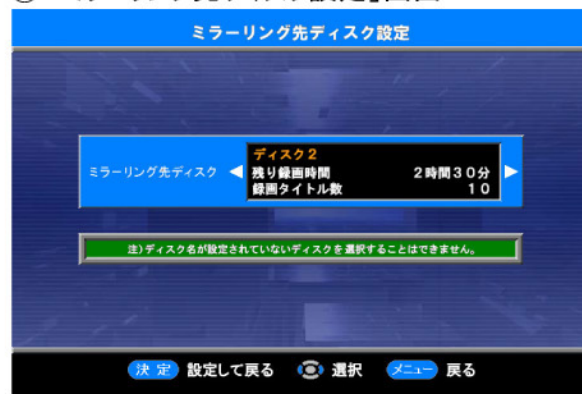 ミラーリング先ディスク設定
ミラーリング先ディスク
ディスク2
残り録画時間 2時間30分
録画タイトル数 10
注)ディスク名が設定されていないディスクを選択することはできません。
決定 設定して戻る 選択 メニュー 戻る